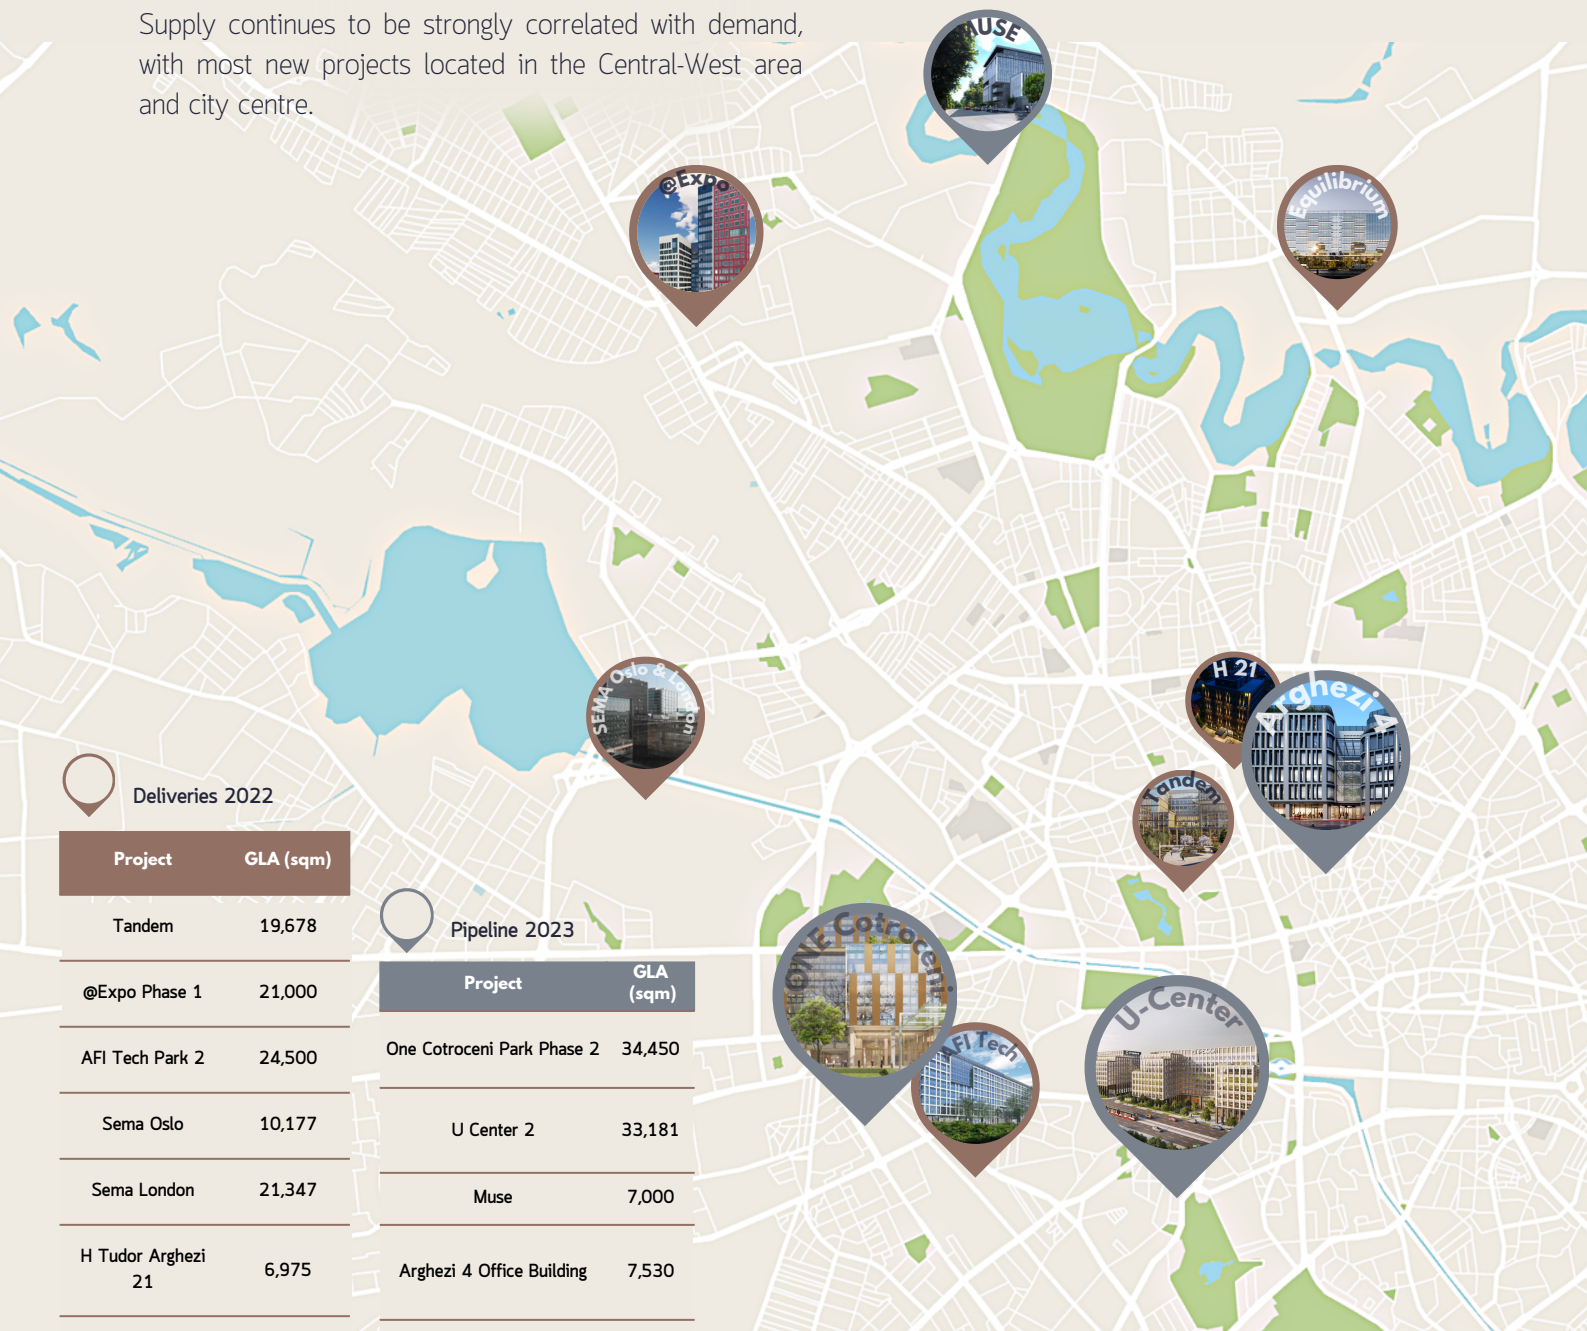 Supply continues to be strongly correlated with demand,
with most new projects located in the Central-West area
and city centre.
MUSE
@Expo
Equilibrium
SEMA Oslo & London
H 21
Arghezi 4
Tandem
ONE Cotroceni
AFI Tech
U-Center
Deliveries 2022
Project GLA (sqm)
Tandem 19,678
@Expo Phase 1 21,000
AFI Tech Park 2 24,500
Sema Oslo 10,177
Sema London 21,347
H Tudor Arghezi
21 6,975
Pipeline 2023
Project GLA
(sqm)
One Cotroceni Park Phase 2 34,450
U Center 2 33,181
Muse 7,000
Arghezi 4 Office Building 7,530